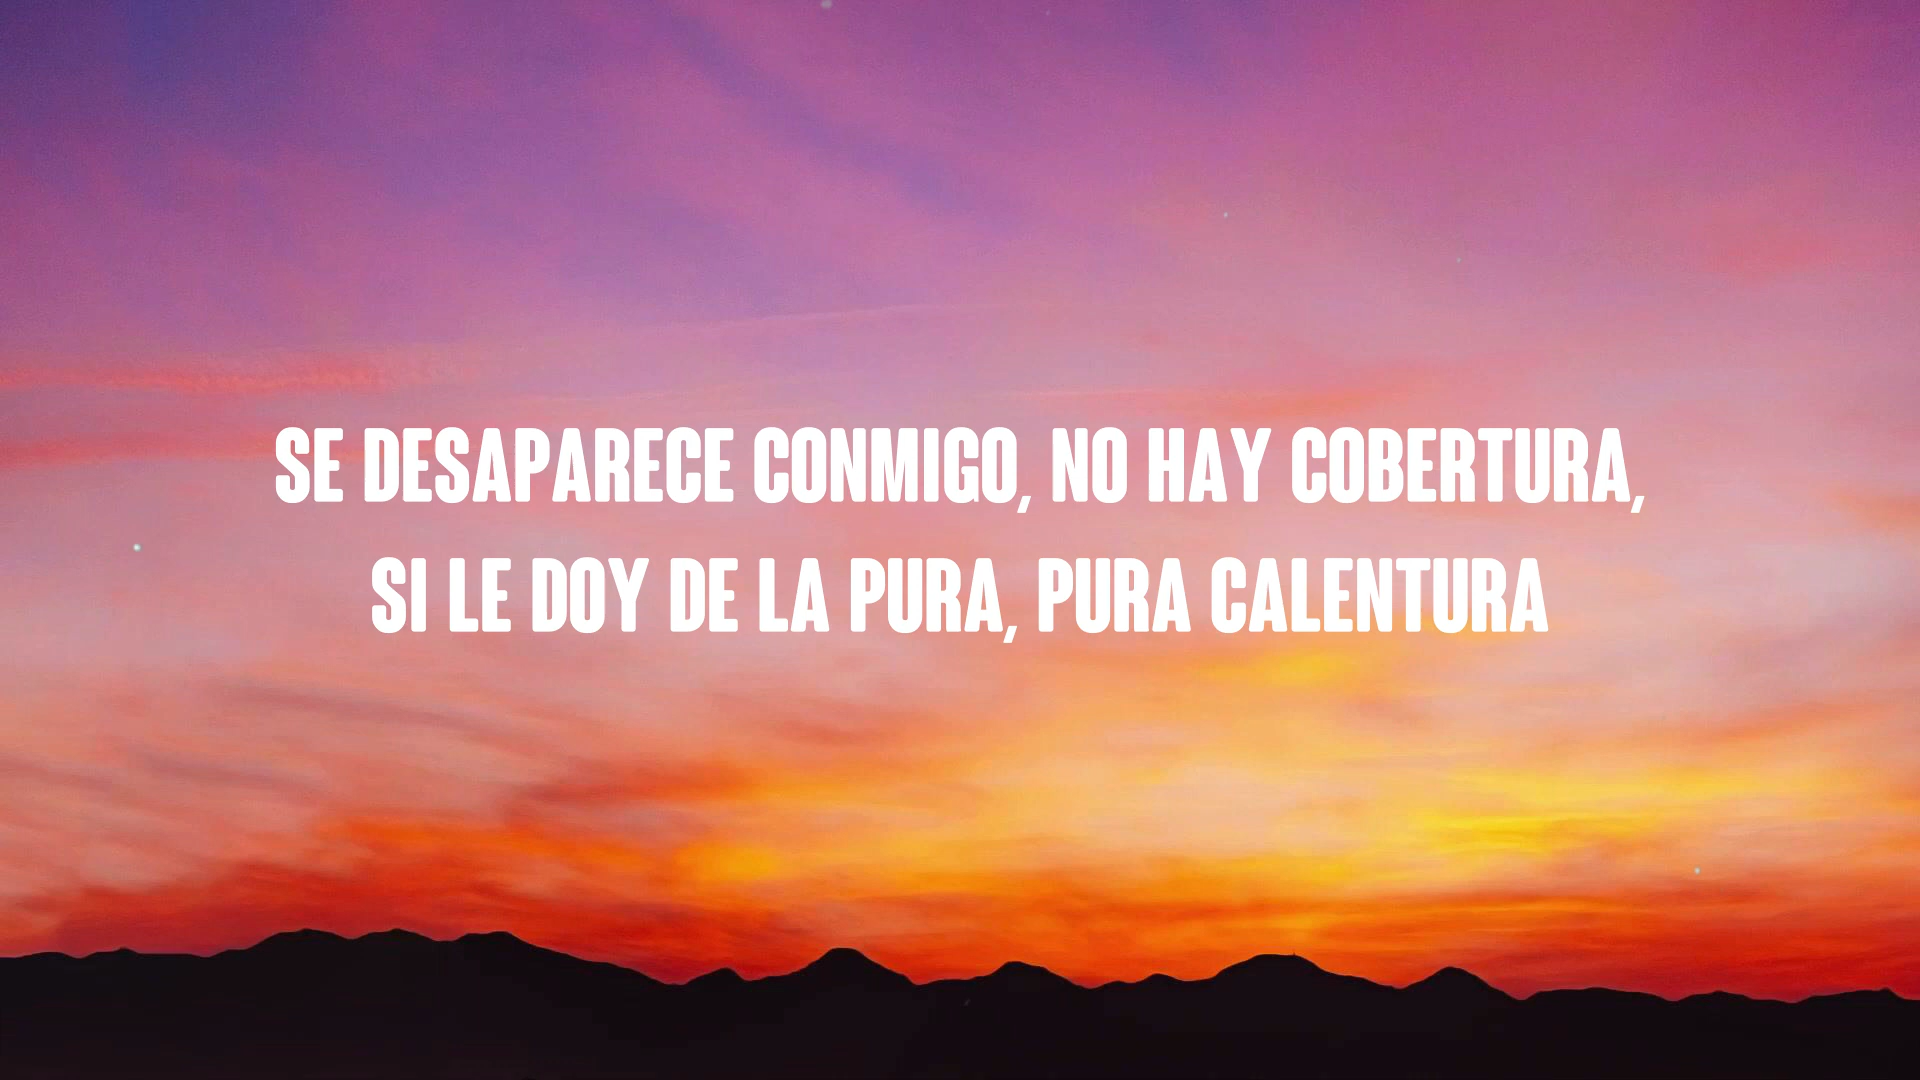 SE DESAPARECE CONMIGO, NO HAY COBERTURA,
SI LE DOY DE LA PURA, PURA CALENTURA